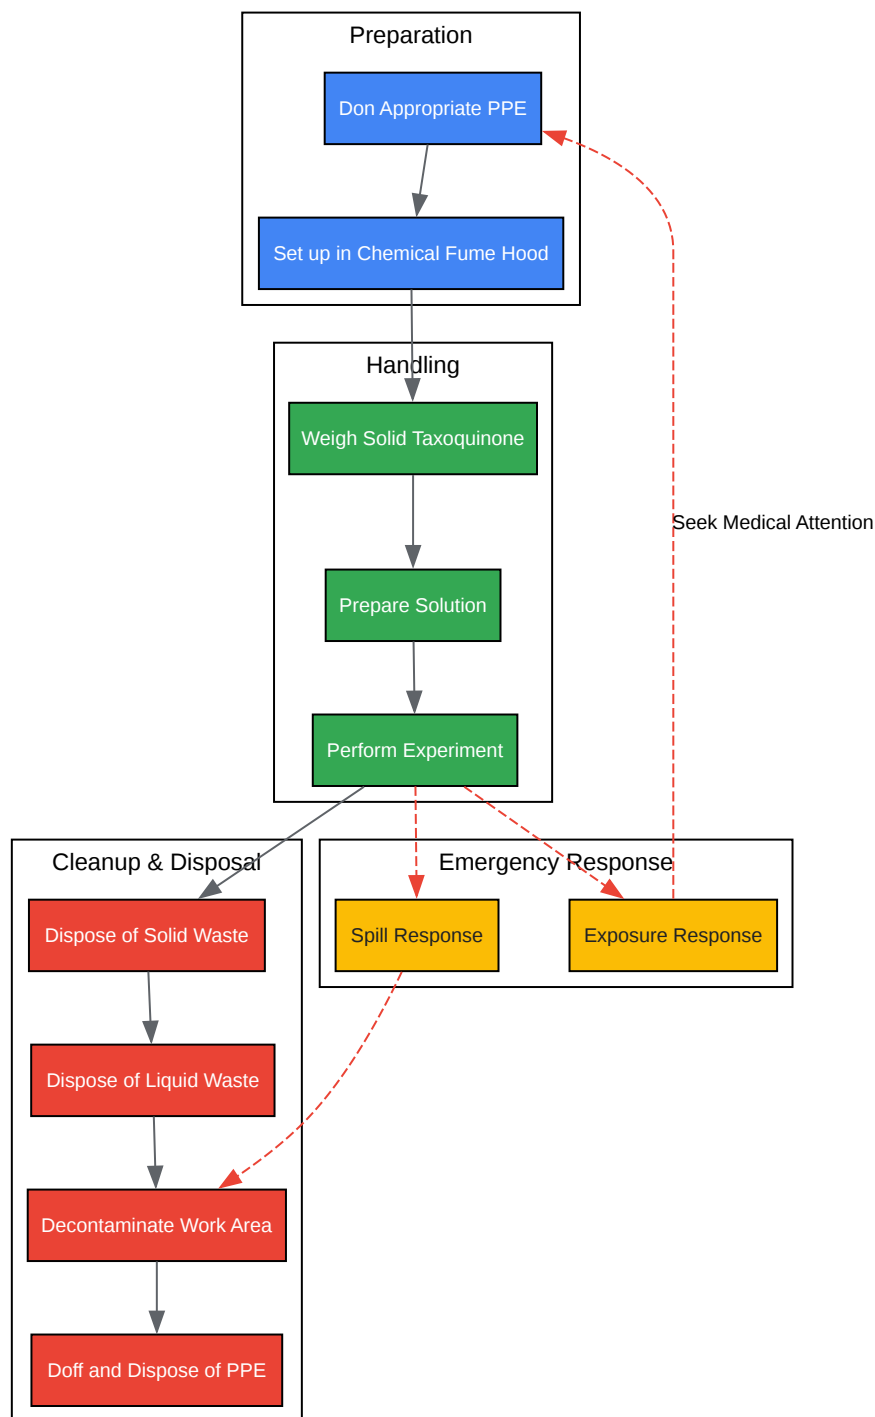 Preparation
Don Appropriate PPE
Set up in Chemical Fume Hood
Handling
Weigh Solid Taxoquinone
Seek Medical Attention
Prepare Solution
Perform Experiment
Cleanup & Disposal
Emergency Response
Dispose of Solid Waste
Spill Response
Exposure Response
Dispose of Liquid Waste
Decontaminate Work Area
Doff and Dispose of PPE